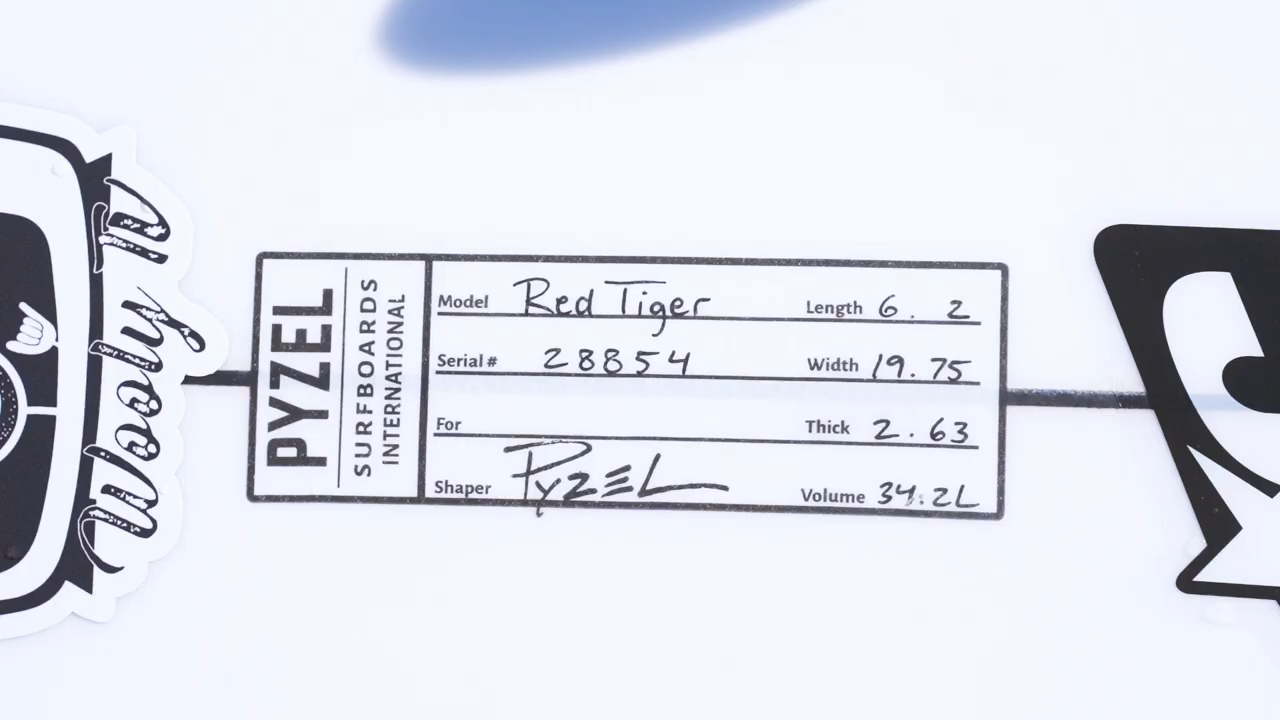 PYZEL
SURFBOARDS
INTERNATIONAL
Model Red Tiger Length 6. 2
Serial # 28854 Width 19.75
For Thick 2.63
Shaper PyzEL Volume 34.2L